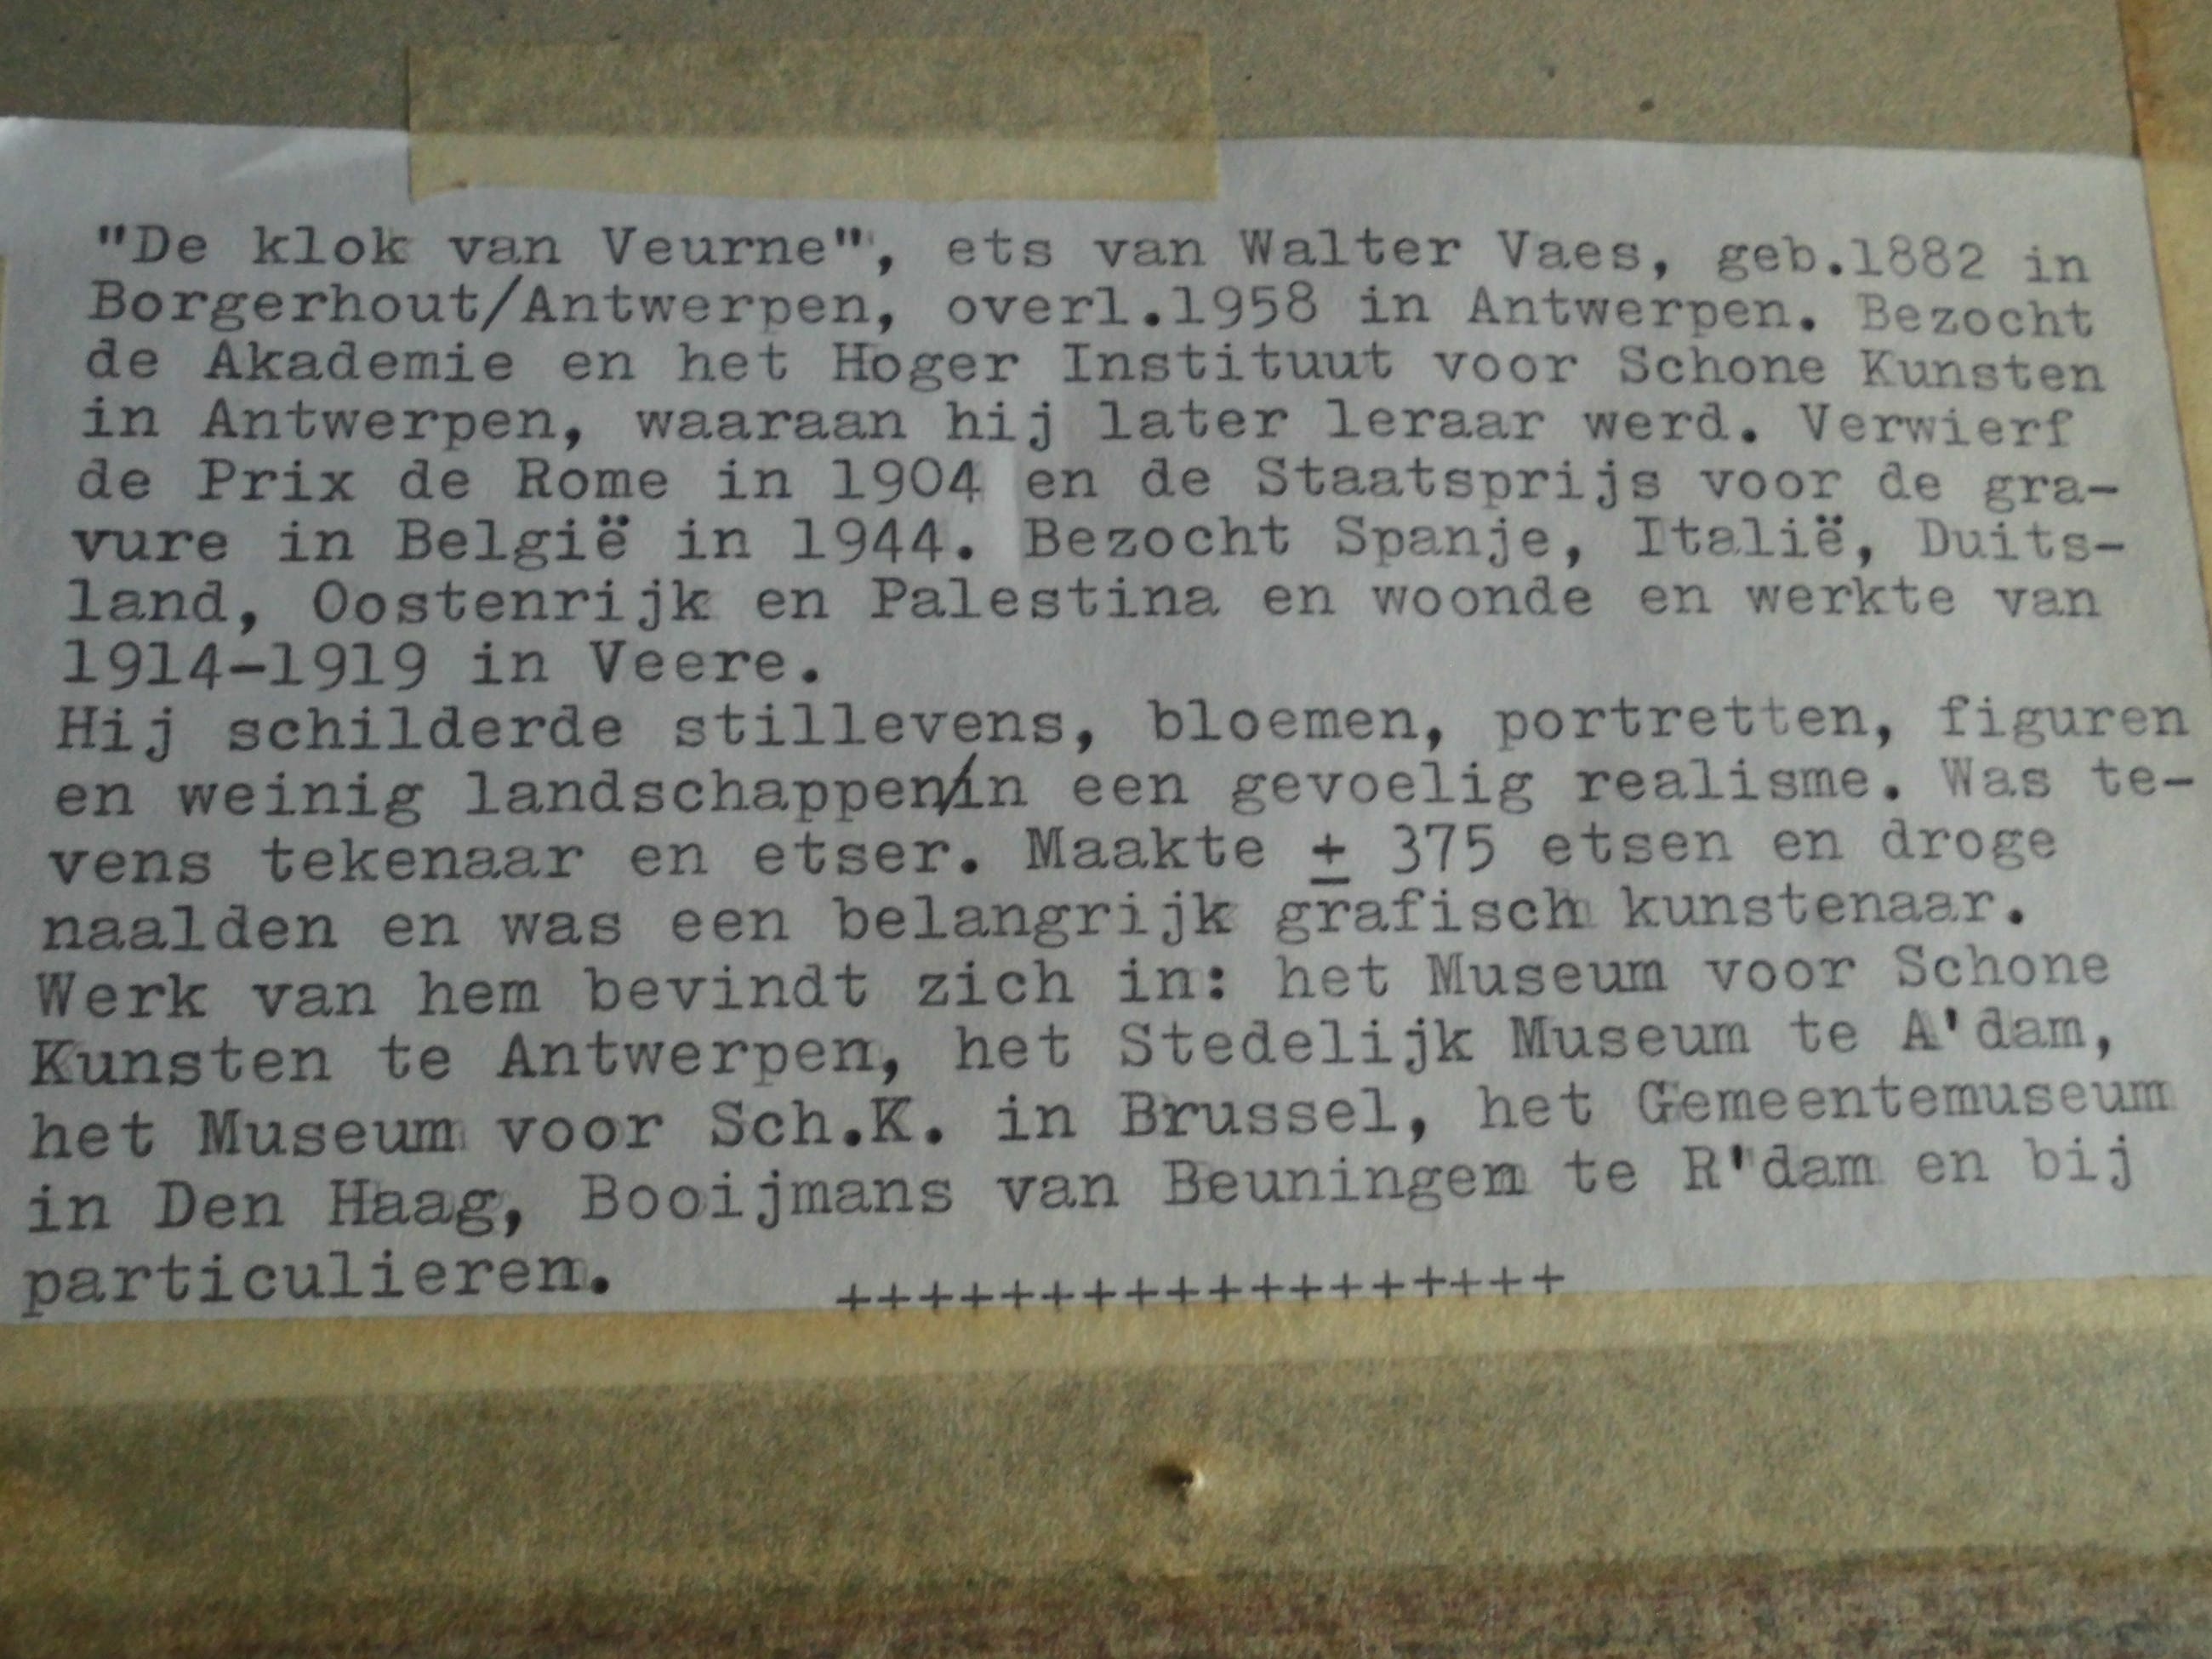 "De klok van Veurne", ets van Walter Vaes, geb.1882 in
Borgerhout/Antwerpen, overl.1958 in Antwerpen. Bezocht
de Akademie en het Hoger Instituut voor Schone Kunsten
in Antwerpen, waaraan hij later leraar werd. Verwierf
de Prix de Rome in 1904 en de Staatsprijs voor de gra-
vure in België in 1944. Bezocht Spanje, Italië, Duits-
land, Oostenrijk en Palestina en woonde en werkte van
1914-1919 in Veere.
Hij schilderde stillevens, bloemen, portretten, figuren
en weinig landschappen/in een gevoelig realisme. Was te-
vens tekenaar en etser. Maakte ± 375 etsen en droge
naalden en was een belangrijk grafisch kunstenaar.
Werk van hem bevindt zich in: het Museum voor Schone
Kunsten te Antwerpen, het Stedelijk Museum te A'dam,
het Museum voor Sch.K. in Brussel, het Gemeentemuseum
in Den Haag, Booijmans van Beuningen te R'dam en bij
particulieren. ++++++++++++++++++